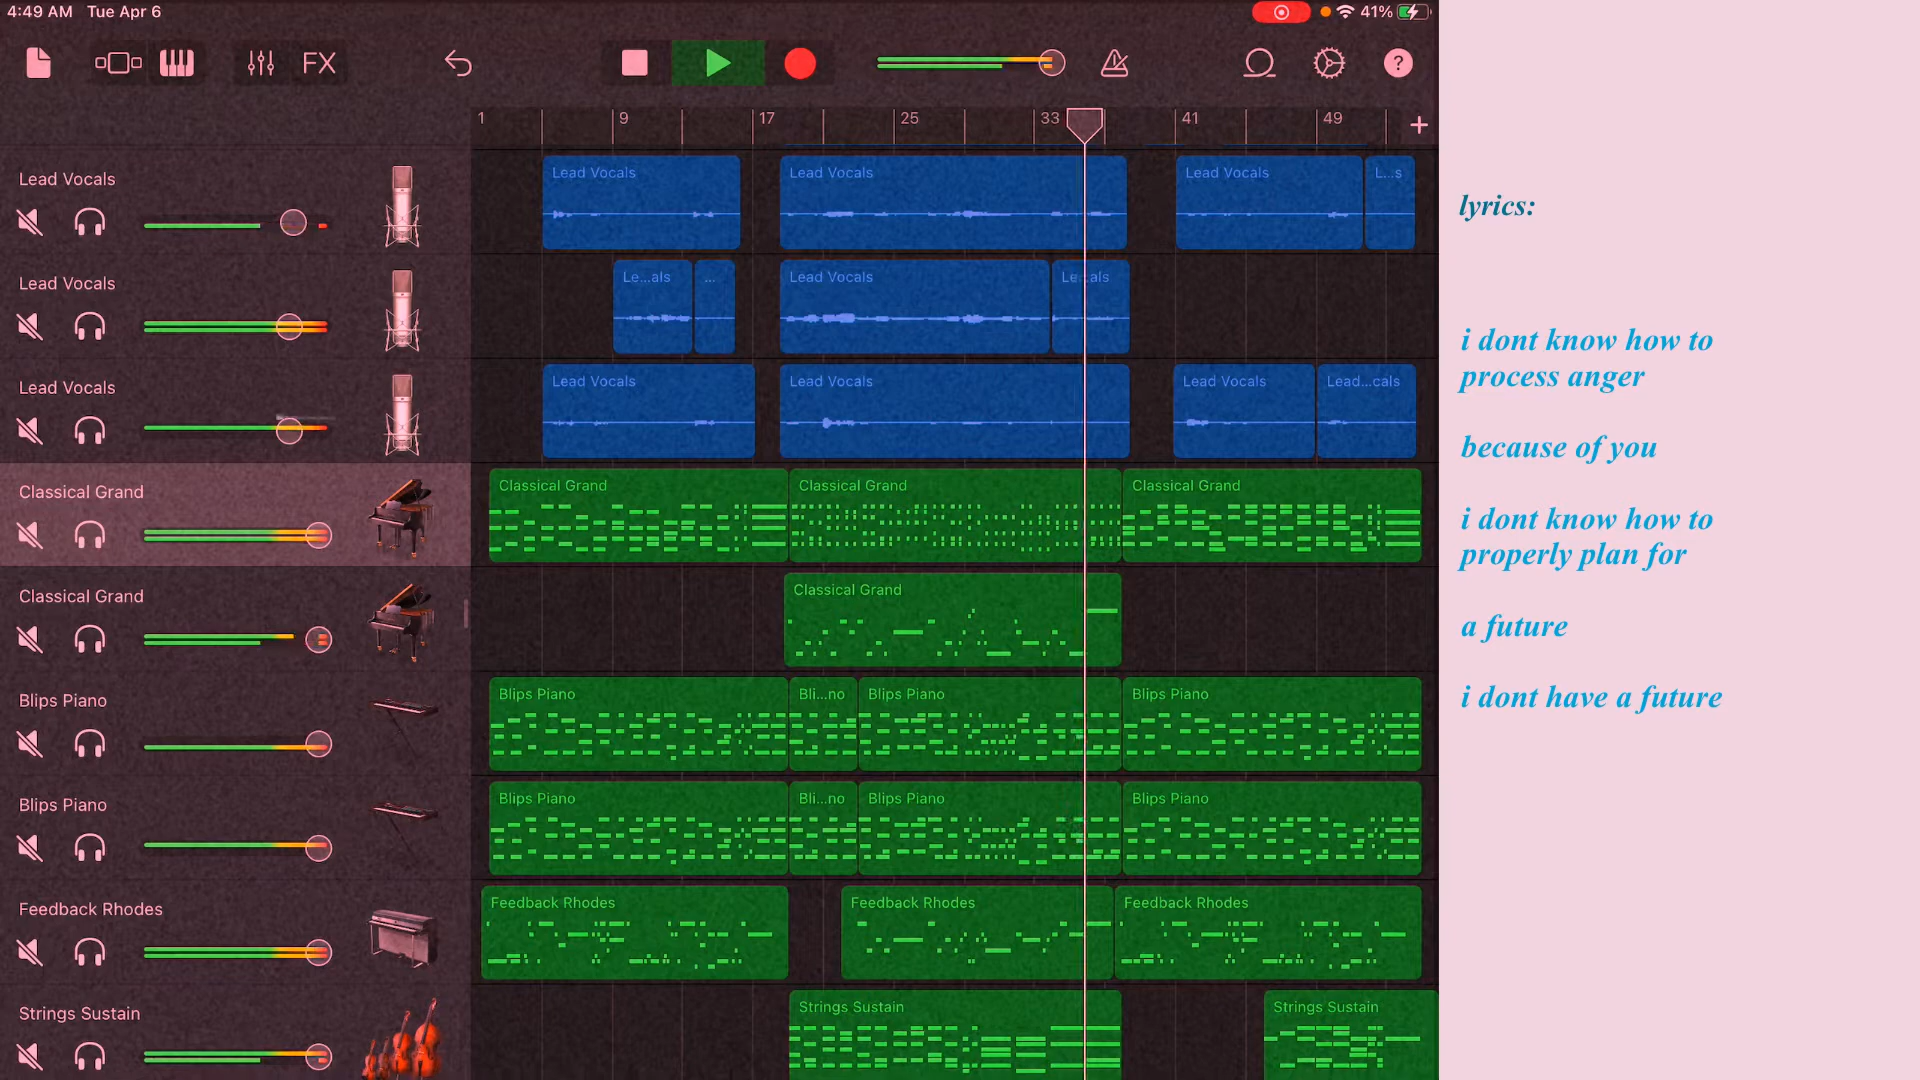 4:49 AM Tue Apr 6
41%
FX
?
1 9 17 25 33 41 49 +
Lead Vocals
Lead Vocals
Lead Vocals
Lead Vocals
L...s
Lead Vocals
Le...als
...
Lead Vocals
Le...als
Lead Vocals
Lead Vocals
Lead Vocals
Lead Vocals
Lead...cals
Classical Grand
Classical Grand
Classical Grand
Classical Grand
Classical Grand
Classical Grand
Blips Piano
Blips Piano
Bli...no
Blips Piano
Blips Piano
Blips Piano
Blips Piano
Bli...no
Blips Piano
Blips Piano
Feedback Rhodes
Feedback Rhodes
Feedback Rhodes
Feedback Rhodes
Strings Sustain
Strings Sustain
Strings Sustain
lyrics:
i dont know how to
process anger
because of you
i dont know how to
properly plan for
a future
i dont have a future